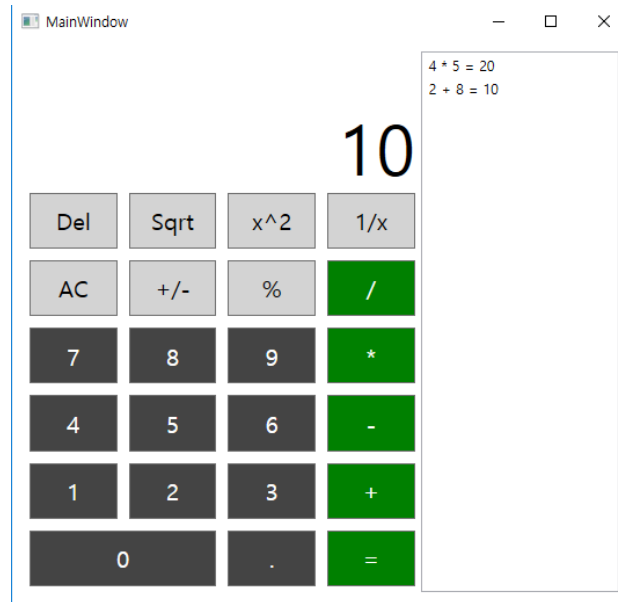 MainWindow
4 * 5 = 20
2 + 8 = 10
10
Del Sqrt x^2 1/x
AC +/- % /
7 8 9 *
4 5 6 -
1 2 3 +
0 . =